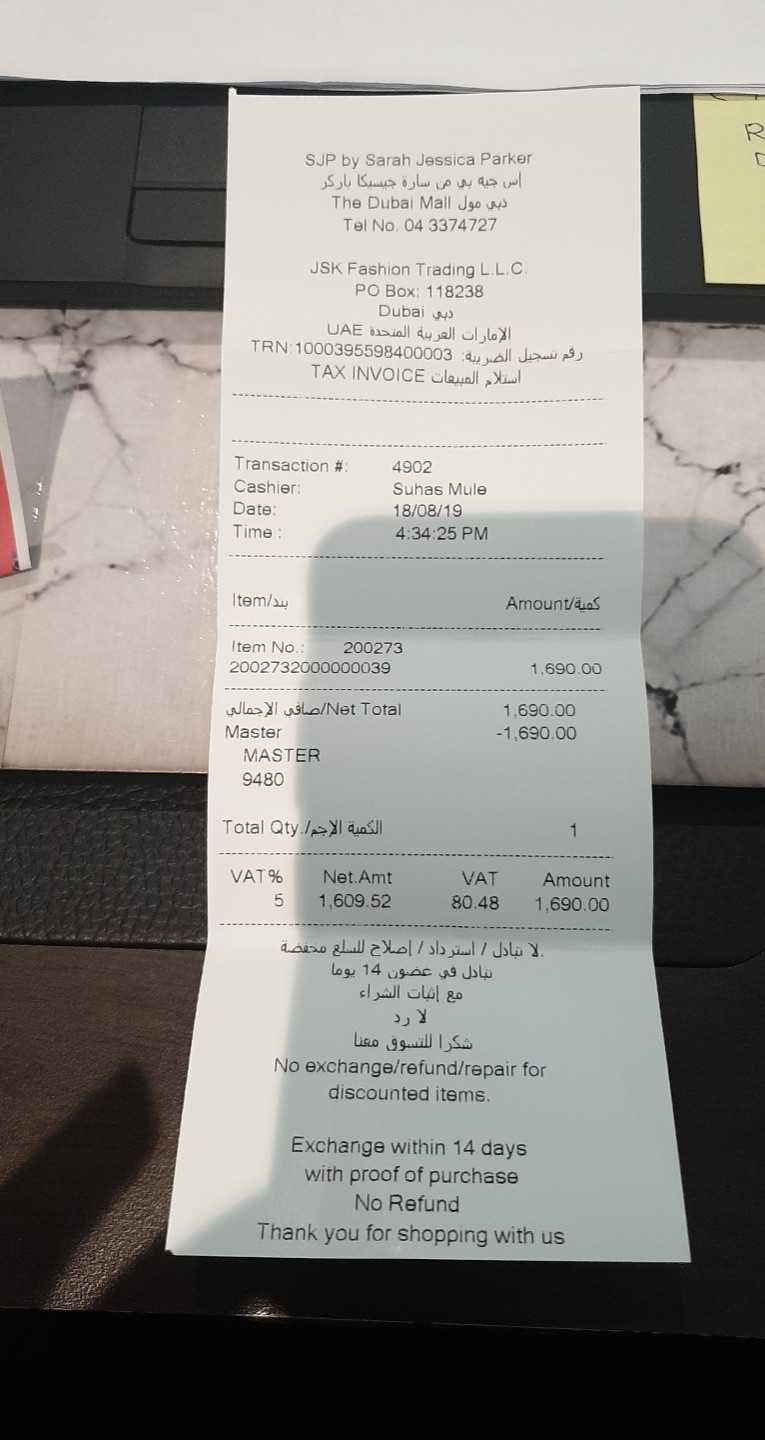 SJP by Sarah Jessica Parker
إس جيه بي من سارة جيسيكا باركر
The Dubai Mall دبي مول
Tel No. 04 3374727
JSK Fashion Trading L.L.C.
PO Box: 118238
Dubai دبي
UAE الإمارات العربية المتحدة
TRN:1000395598400003 رقم تسجيل الضريبة:
TAX INVOICE استلام المبيعات
Transaction #: 4902
Cashier: Suhas Mule
Date: 18/08/19
Time : 4:34:25 PM
Item/بند Amount/كمية
Item No.: 200273
2002732000000039 1,690.00
صافي الإجمالي/Net Total 1,690.00
Master -1,690.00
MASTER
9480
Total Qty./الكمية الإجم 1
VAT% Net.Amt VAT Amount
5 1,609.52 80.48 1,690.00
لا تبادل / استرداد / إصلاح للسلع مخفضة.
تبادل في غضون 14 يوما
مع إثبات الشراء
لا رد
شكرا للتسوق معنا
No exchange/refund/repair for
discounted items.
Exchange within 14 days
with proof of purchase
No Refund
Thank you for shopping with us
R